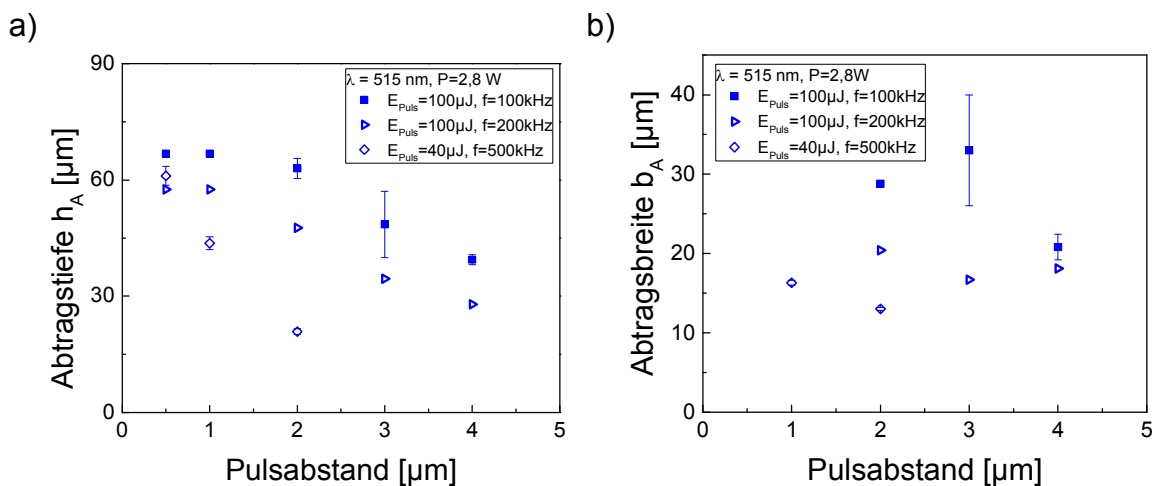 a)
90
60
30
0
0 1 2 3 4 5
Abtragstiefe h_A [µm]
Pulsabstand [µm]
λ = 515 nm, P=2,8 W
E_Puls=100µJ, f=100kHz
E_Puls=100µJ, f=200kHz
E_Puls=40µJ, f=500kHz
b)
40
30
20
10
0
0 1 2 3 4 5
Abtragsbreite b_A [µm]
Pulsabstand [µm]
λ = 515 nm, P=2,8W
E_Puls=100µJ, f=100kHz
E_Puls=100µJ, f=200kHz
E_Puls=40µJ, f=500kHz